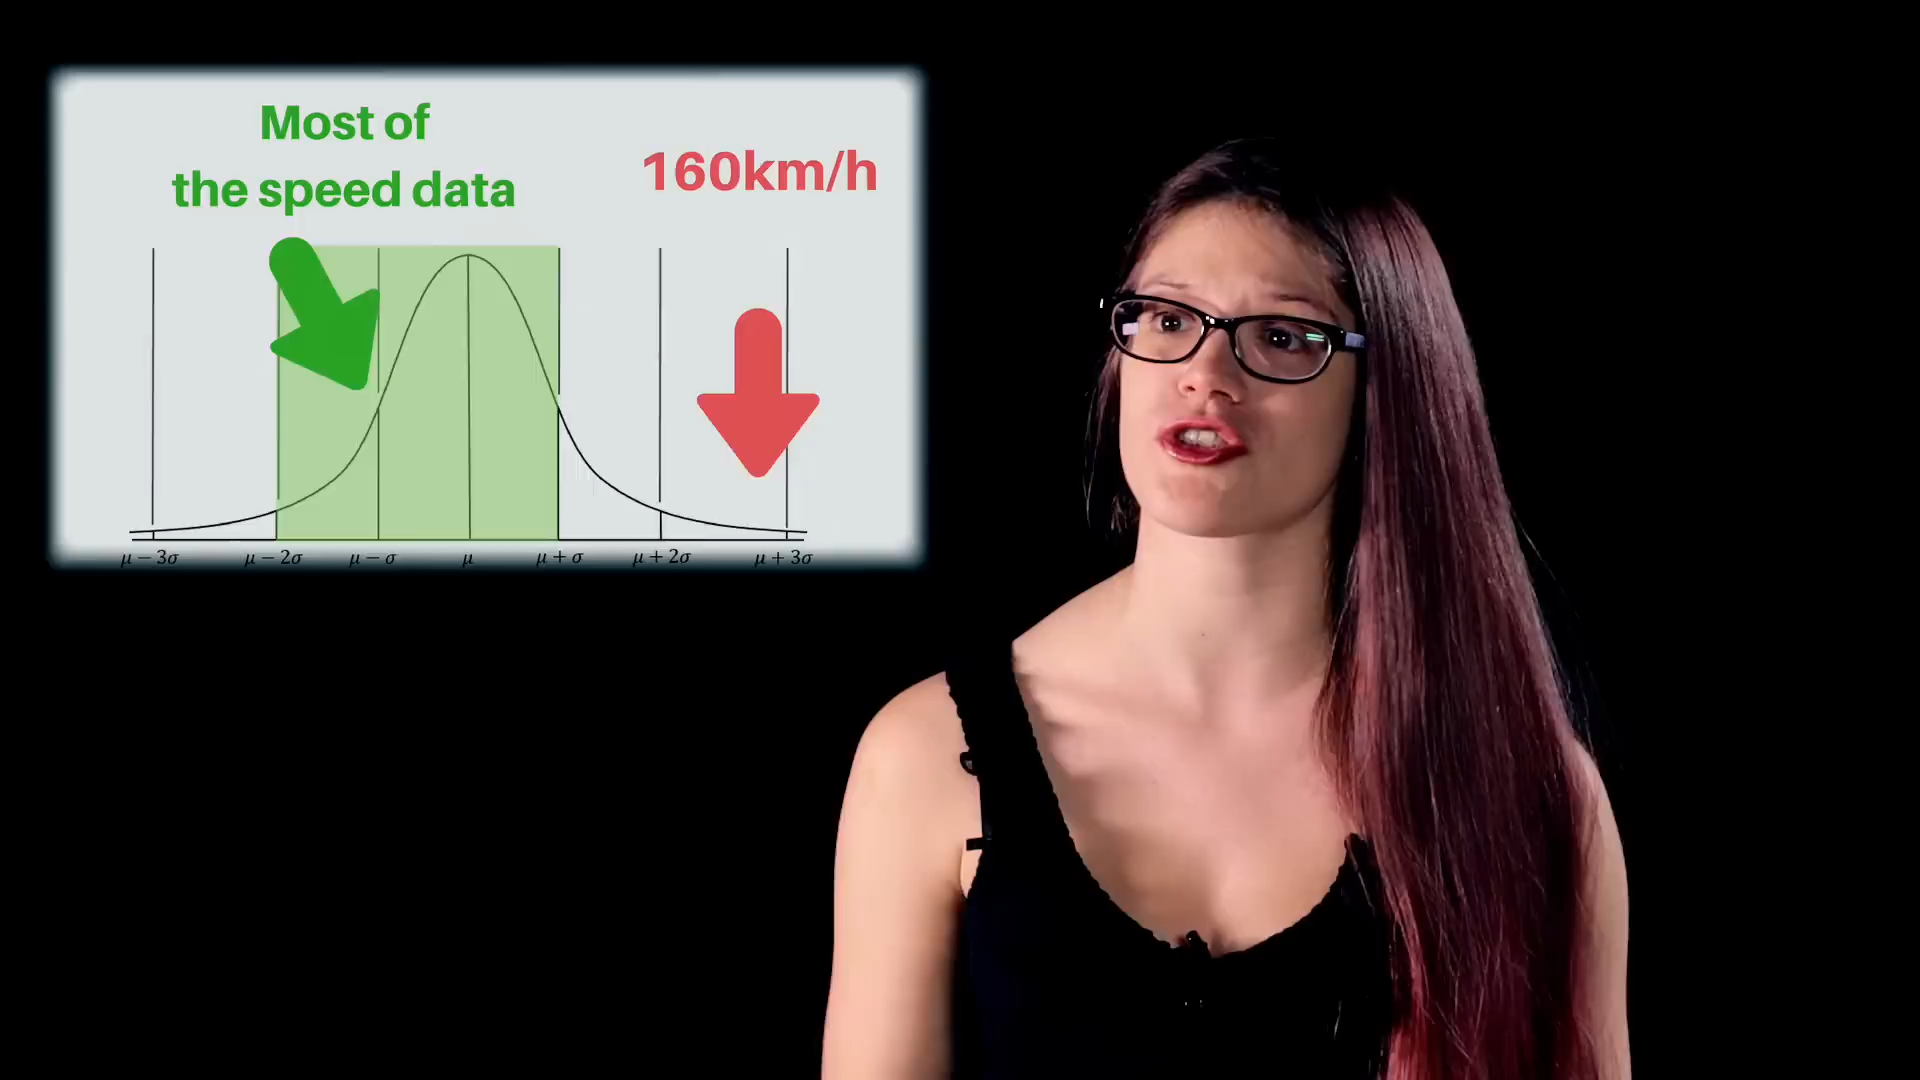 Most of
the speed data
160km/h
μ − 3σ μ − 2σ μ − σ μ μ + σ μ + 2σ μ + 3σ